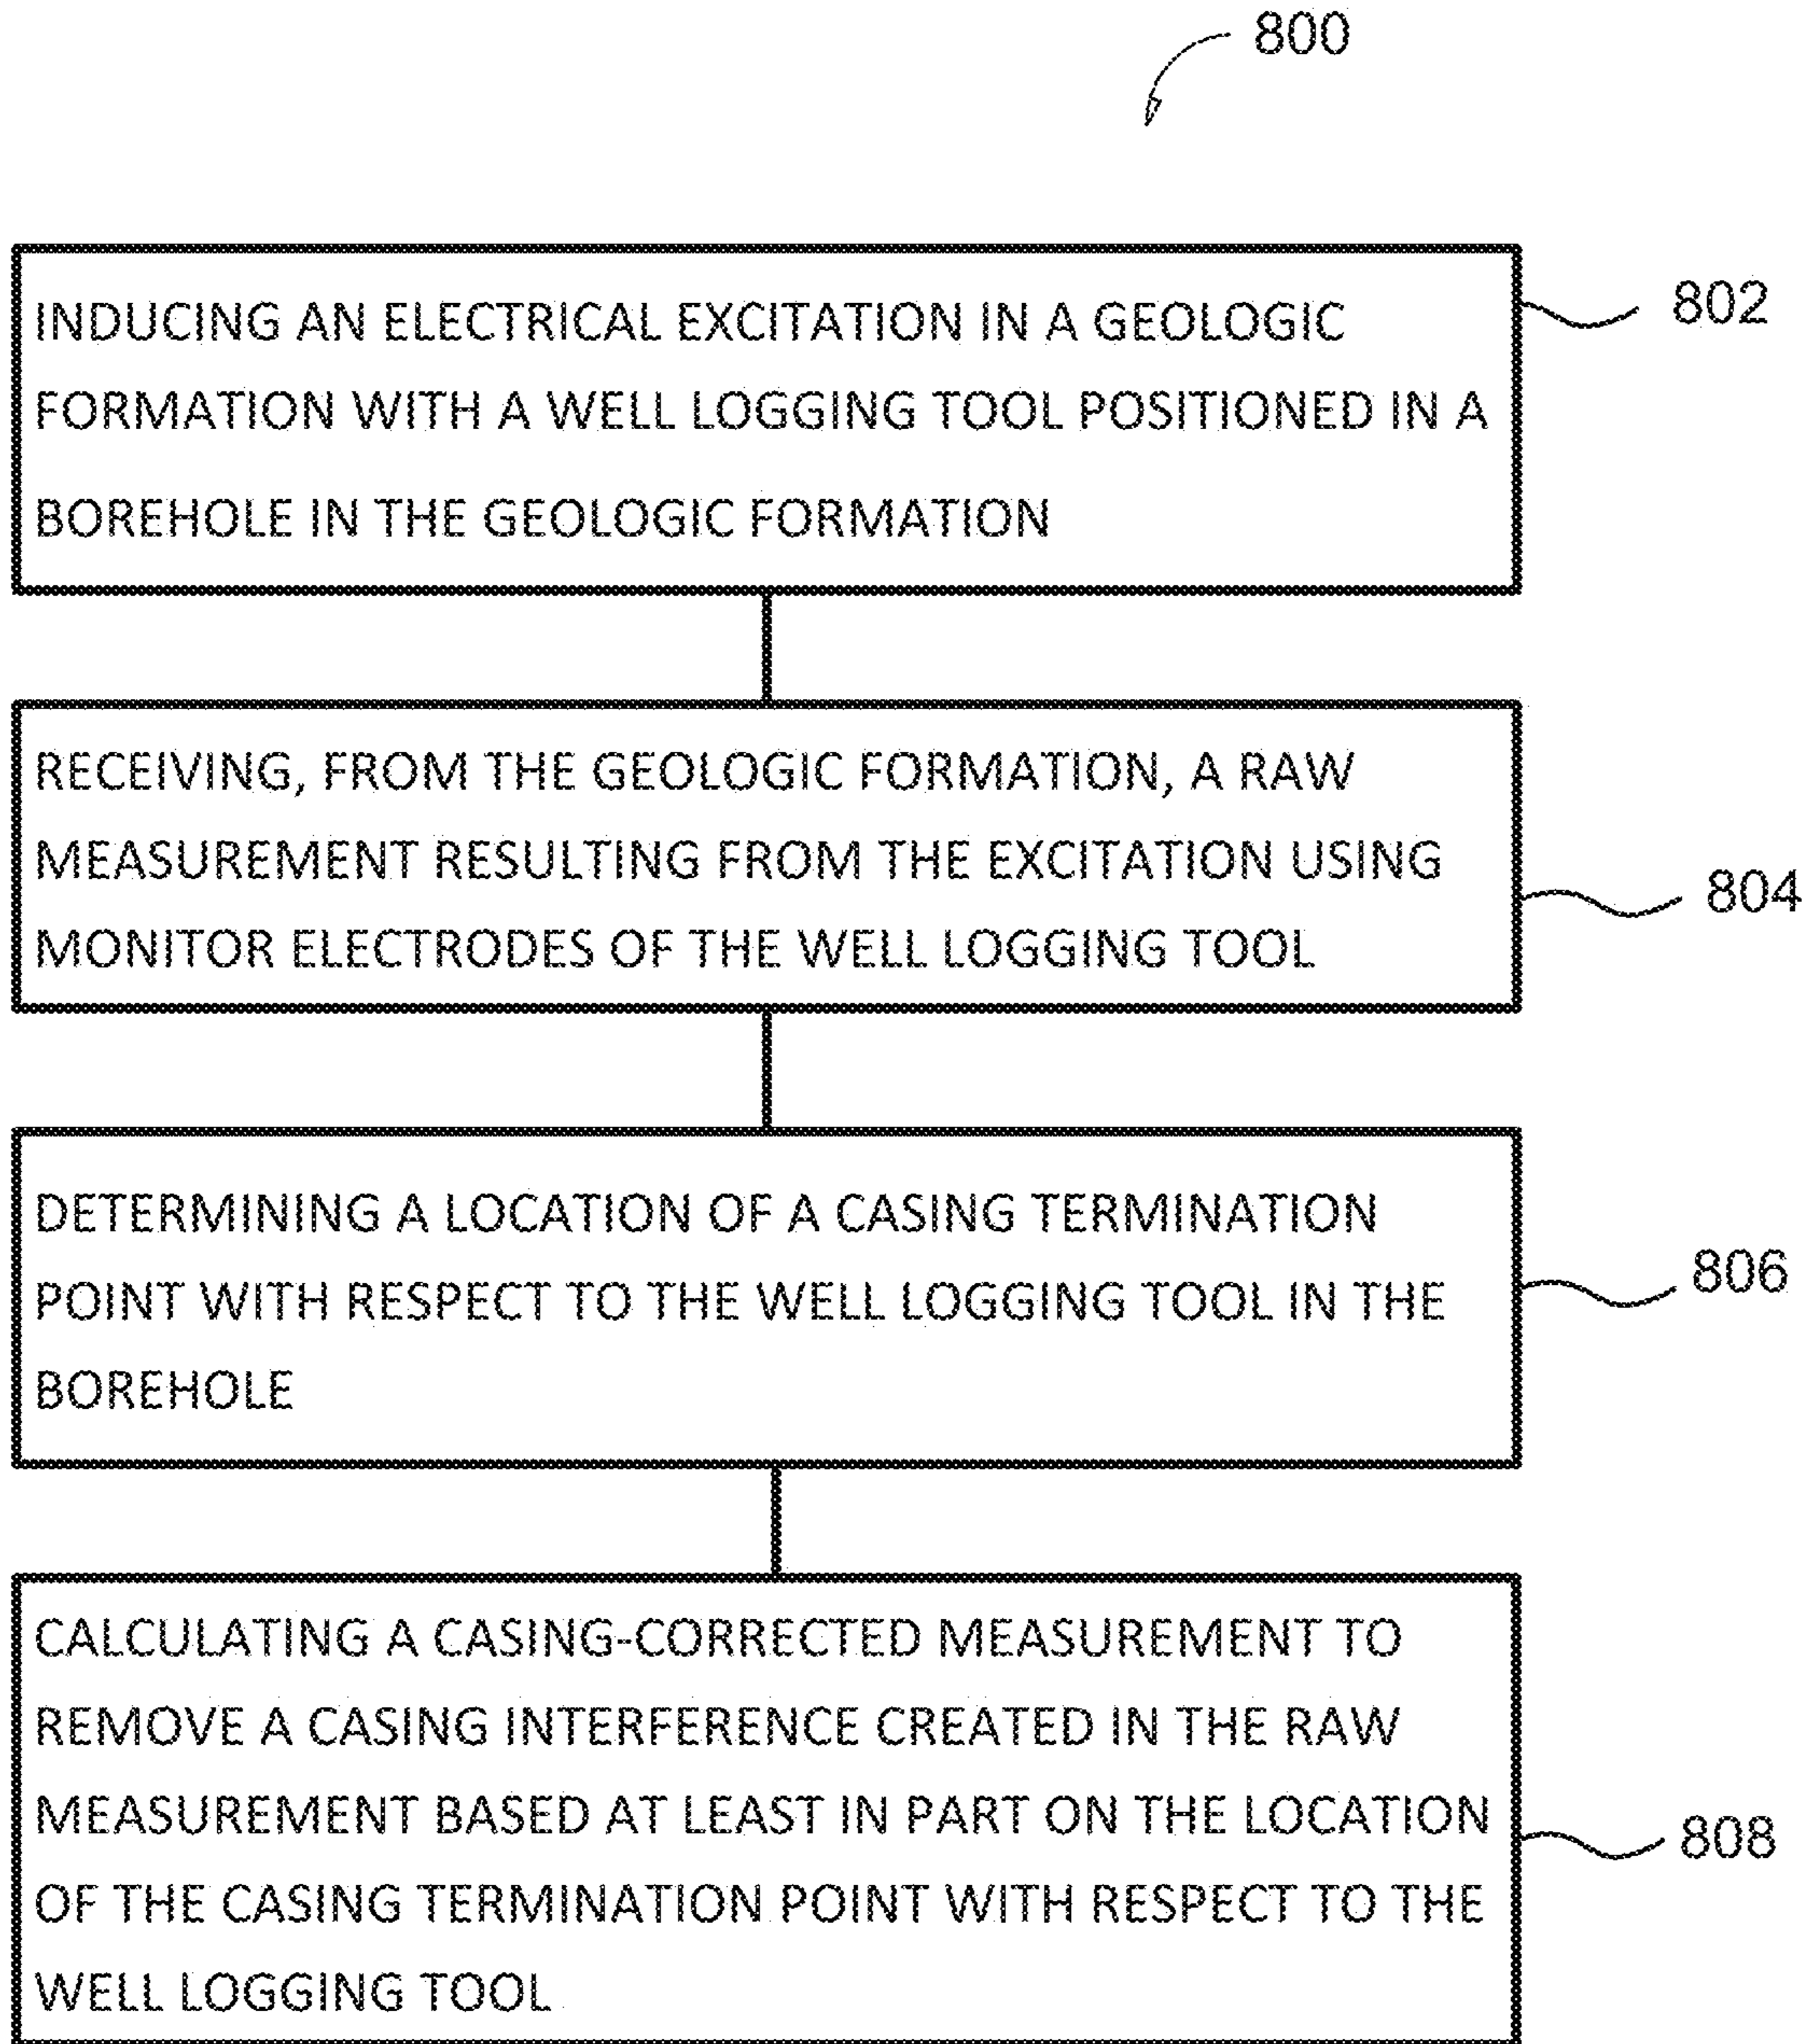 800
INDUCING AN ELECTRICAL EXCITATION IN A GEOLOGIC
FORMATION WITH A WELL LOGGING TOOL POSITIONED IN A
BOREHOLE IN THE GEOLOGIC FORMATION
802
RECEIVING, FROM THE GEOLOGIC FORMATION, A RAW
MEASUREMENT RESULTING FROM THE EXCITATION USING
MONITOR ELECTRODES OF THE WELL LOGGING TOOL
804
DETERMINING A LOCATION OF A CASING TERMINATION
POINT WITH RESPECT TO THE WELL LOGGING TOOL IN THE
BOREHOLE
806
CALCULATING A CASING-CORRECTED MEASUREMENT TO
REMOVE A CASING INTERFERENCE CREATED IN THE RAW
MEASUREMENT BASED AT LEAST IN PART ON THE LOCATION
OF THE CASING TERMINATION POINT WITH RESPECT TO THE
WELL LOGGING TOOL
808